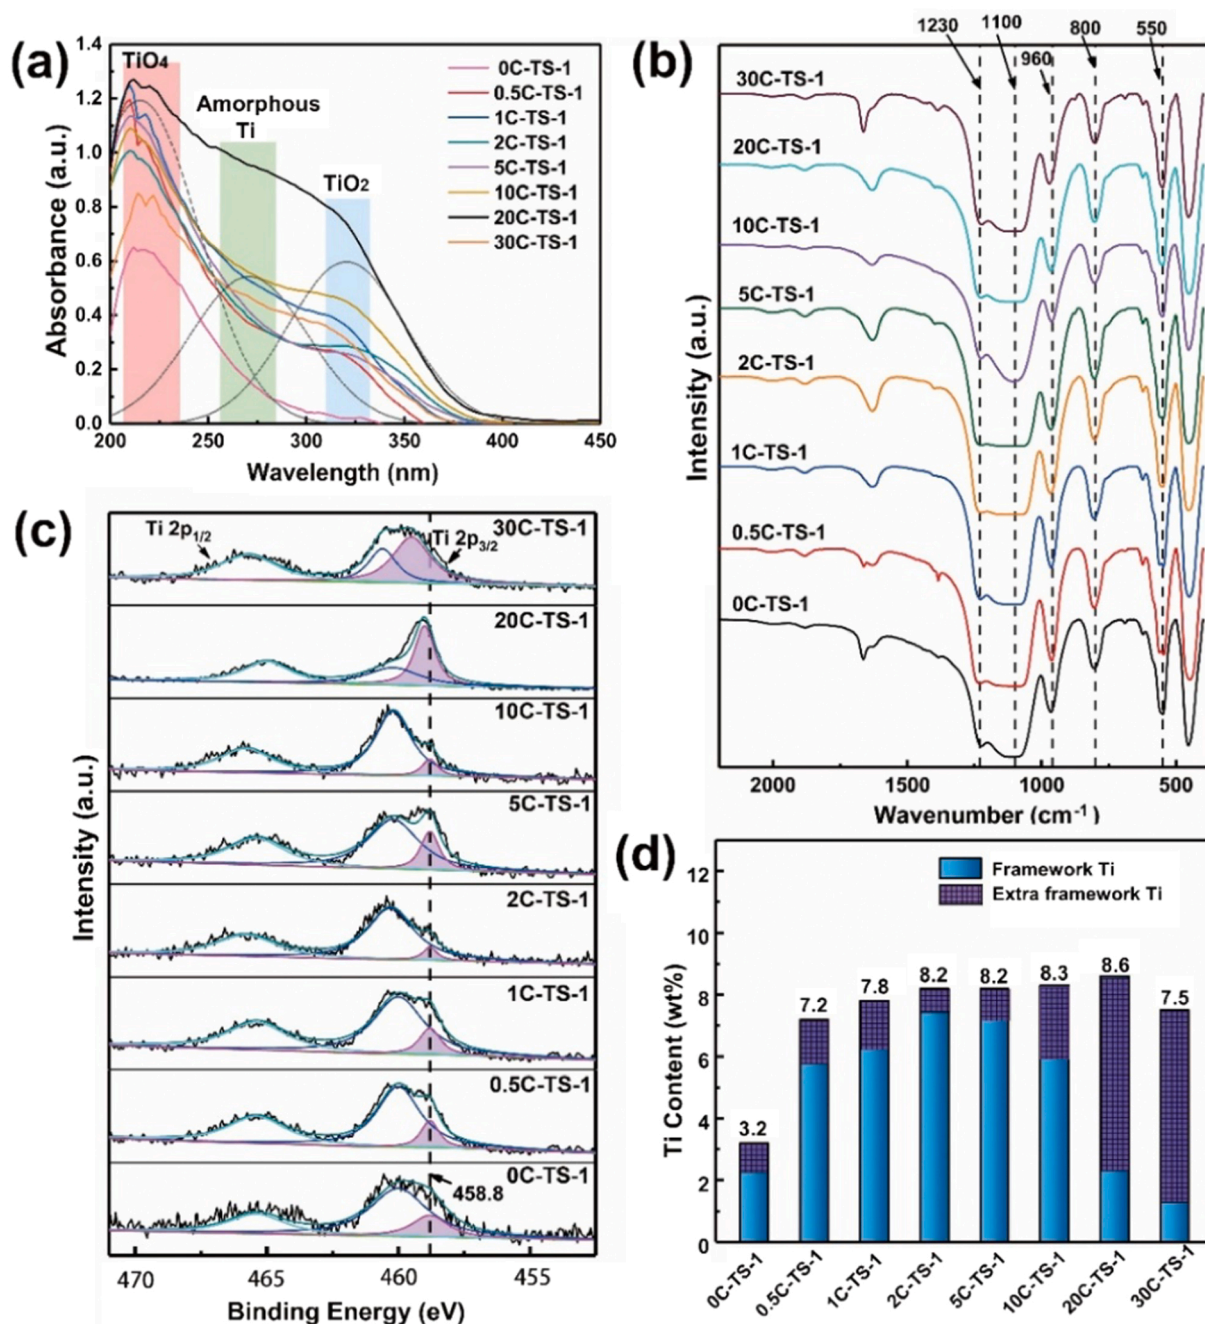 (a)
TiO4
Amorphous
Ti
TiO2
0C-TS-1
0.5C-TS-1
1C-TS-1
2C-TS-1
5C-TS-1
10C-TS-1
20C-TS-1
30C-TS-1
1.4
1.2
1.0
0.8
0.6
0.4
0.2
0.0
Absorbance (a.u.)
200 250 300 350 400 450
Wavelength (nm)
(b)
1230 1100 960 800 550
30C-TS-1
20C-TS-1
10C-TS-1
5C-TS-1
2C-TS-1
1C-TS-1
0.5C-TS-1
0C-TS-1
Intensity (a.u.)
2000 1500 1000 500
Wavenumber (cm-1)
(c)
Ti 2p1/2
30C-TS-1
Ti 2p3/2
20C-TS-1
10C-TS-1
5C-TS-1
2C-TS-1
1C-TS-1
0.5C-TS-1
0C-TS-1
458.8
Intensity (a.u.)
470 465 460 455
Binding Energy (eV)
(d)
Framework Ti
Extra framework Ti
12
10
8
6
4
2
0
Ti Content (wt%)
3.2 7.2 7.8 8.2 8.2 8.3 8.6 7.5
0C-TS-1
0.5C-TS-1
1C-TS-1
2C-TS-1
5C-TS-1
10C-TS-1
20C-TS-1
30C-TS-1